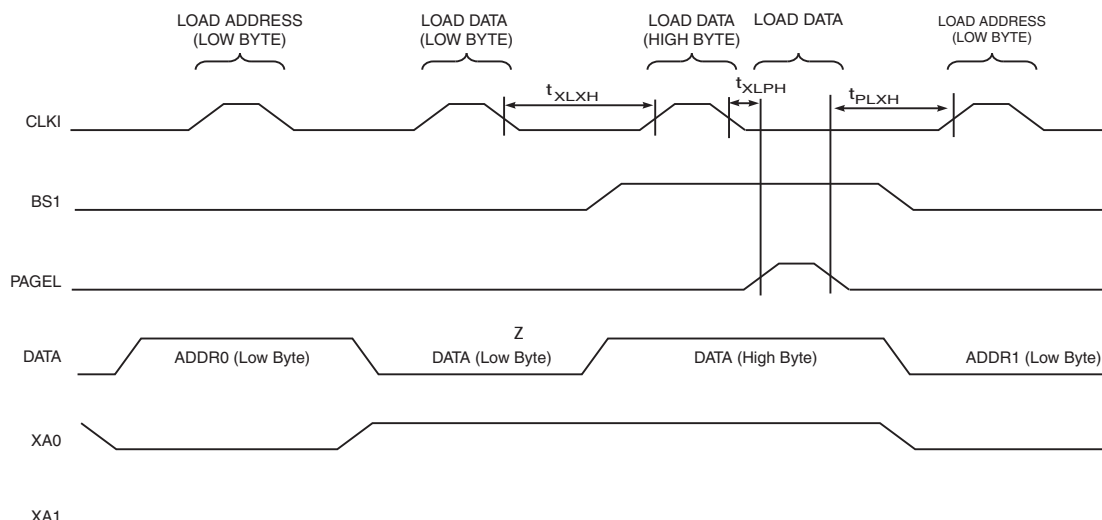 LOAD ADDRESS
(LOW BYTE)
LOAD DATA
(LOW BYTE)
LOAD DATA
(HIGH BYTE)
LOAD DATA
LOAD ADDRESS
(LOW BYTE)
tXLXH
tXLPH
tPLXH
CLKI
BS1
PAGEL
Z
DATA
ADDR0 (Low Byte)
DATA (Low Byte)
DATA (High Byte)
ADDR1 (Low Byte)
XA0
XA1